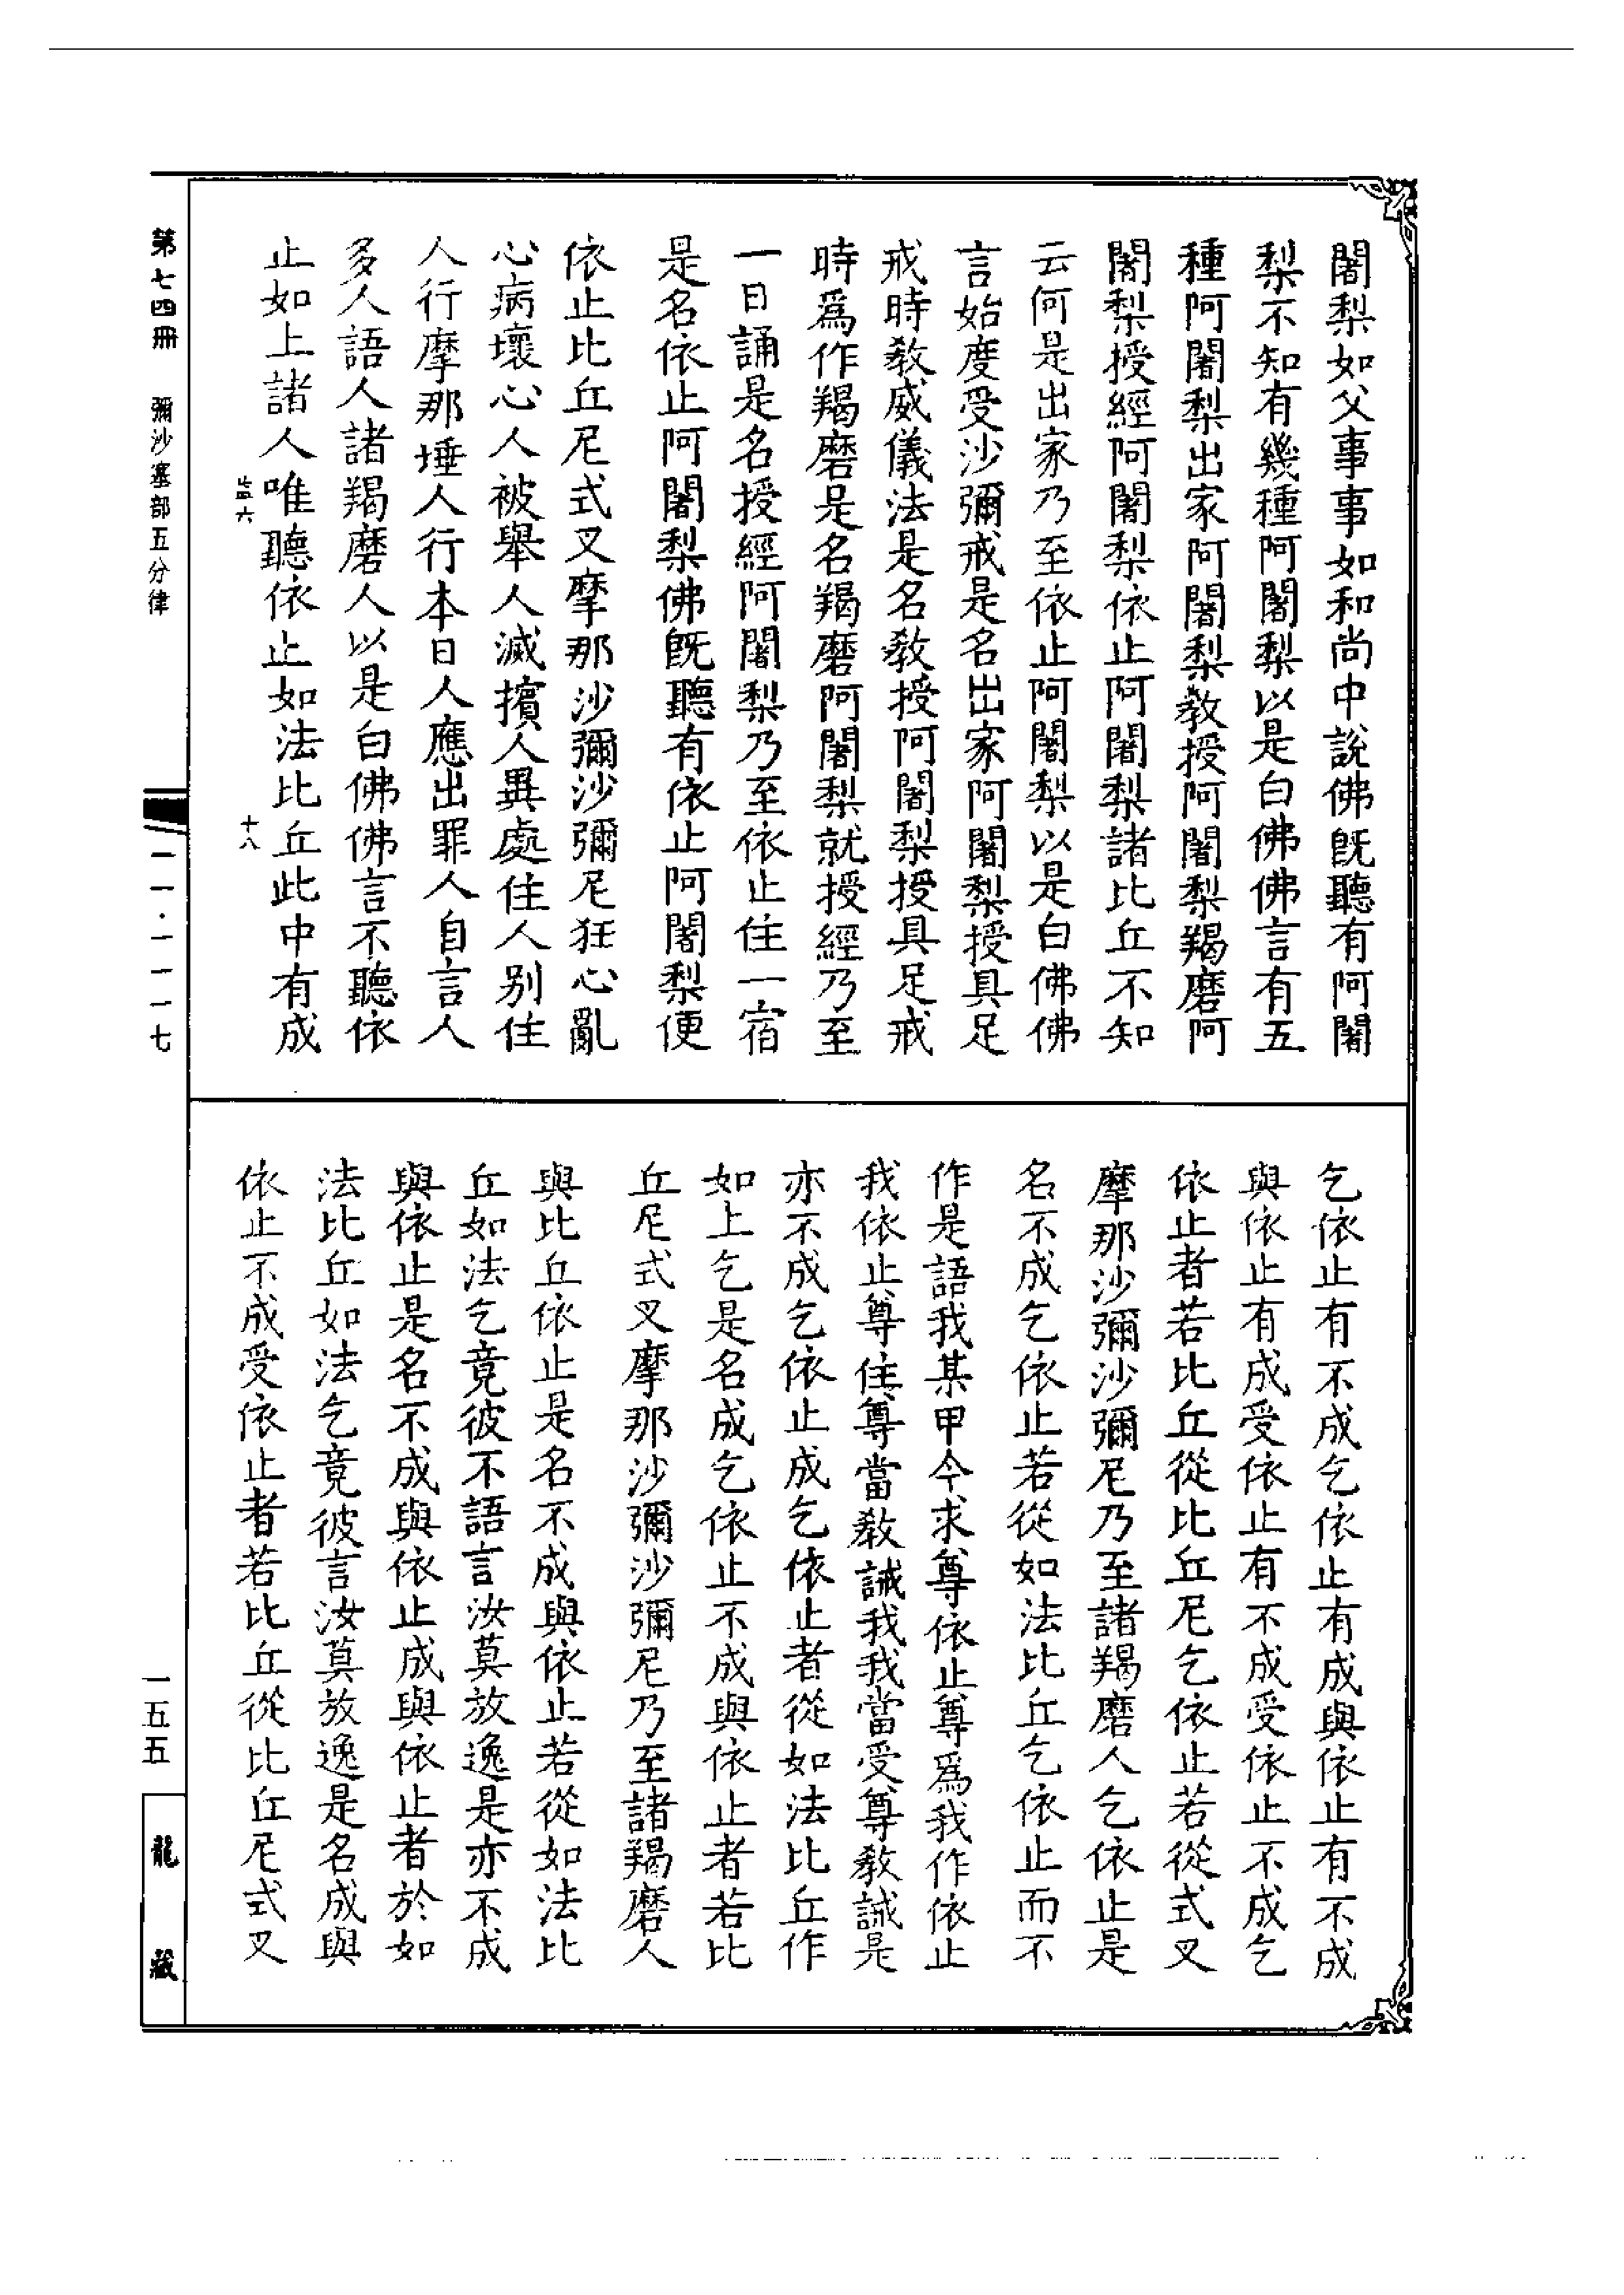 闍梨如父事事如和尚中說佛旣聽有阿闍
梨不知有幾種阿闍梨以是白佛佛言有五
種阿闍梨出家阿闍梨教授阿闍梨羯磨阿
闍梨授經阿闍梨依止阿闍梨諸比丘不知
云何是出家乃至依止阿闍梨以是白佛佛
言始度受沙彌戒是名出家阿闍梨授具足
戒時教威儀法是名教授阿闍梨授具足戒
時爲作羯磨是名羯磨阿闍梨就授經乃至
一日誦是名授經阿闍梨乃至依止住一宿
是名依止阿闍梨佛旣聽有依止阿闍梨便
依止比丘尼式叉摩那沙彌沙彌尼狂心亂
心病壞心人被舉人滅擯人異處住人别住
人行摩那埵人行本日人應出罪人自言人
多人語人諸羯磨人以是白佛佛言不聽依
止如上諸人唯聽依止如法比丘此中有成
乞依止有不成乞依止有成與依止有不成
與依止有成受依止有不成受依止不成乞
依止者若比丘從比丘尼乞依止若從式叉
摩那沙彌沙彌尼乃至諸羯磨人乞依止是
名不成乞依止若從如法比丘乞依止而不
作是語我某甲今求尊依止尊爲我作依止
我依止尊住尊當教誡我我當受尊教誡是
亦不成乞依止成乞依止者從如法比丘作
如上乞是名成乞依止不成與依止者若比
丘尼式叉摩那沙彌沙彌尼乃至諸羯磨人
與比丘依止是名不成與依止若從如法比
丘如法乞竟彼不語言汝莫放逸是亦不成
與依止是名不成與依止成與依止者於如
法比丘如法乞竟彼言汝莫放逸是名成與
依止不成受依止者若比丘從比丘尼式叉
第七四冊 彌沙塞部五分律
十八
一一·一一一七
一五五
龍藏